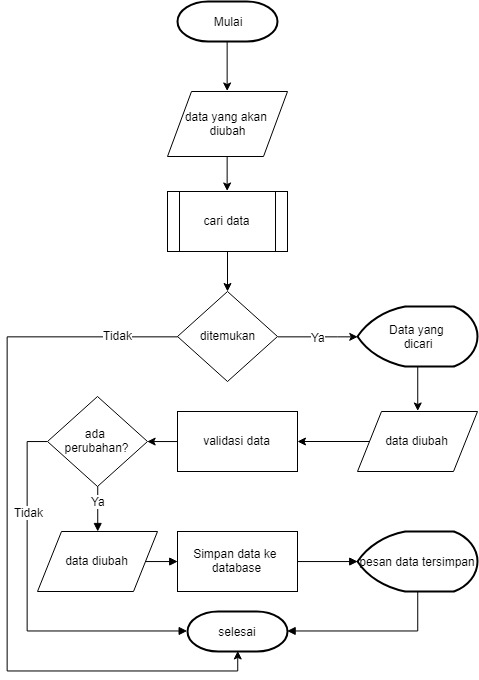 Mulai
data yang akan
diubah
cari data
ditemukan
Tidak
Ya
Data yang
dicari
data diubah
validasi data
ada
perubahan?
Tidak
Ya
data diubah
Simpan data ke
database
pesan data tersimpan
selesai